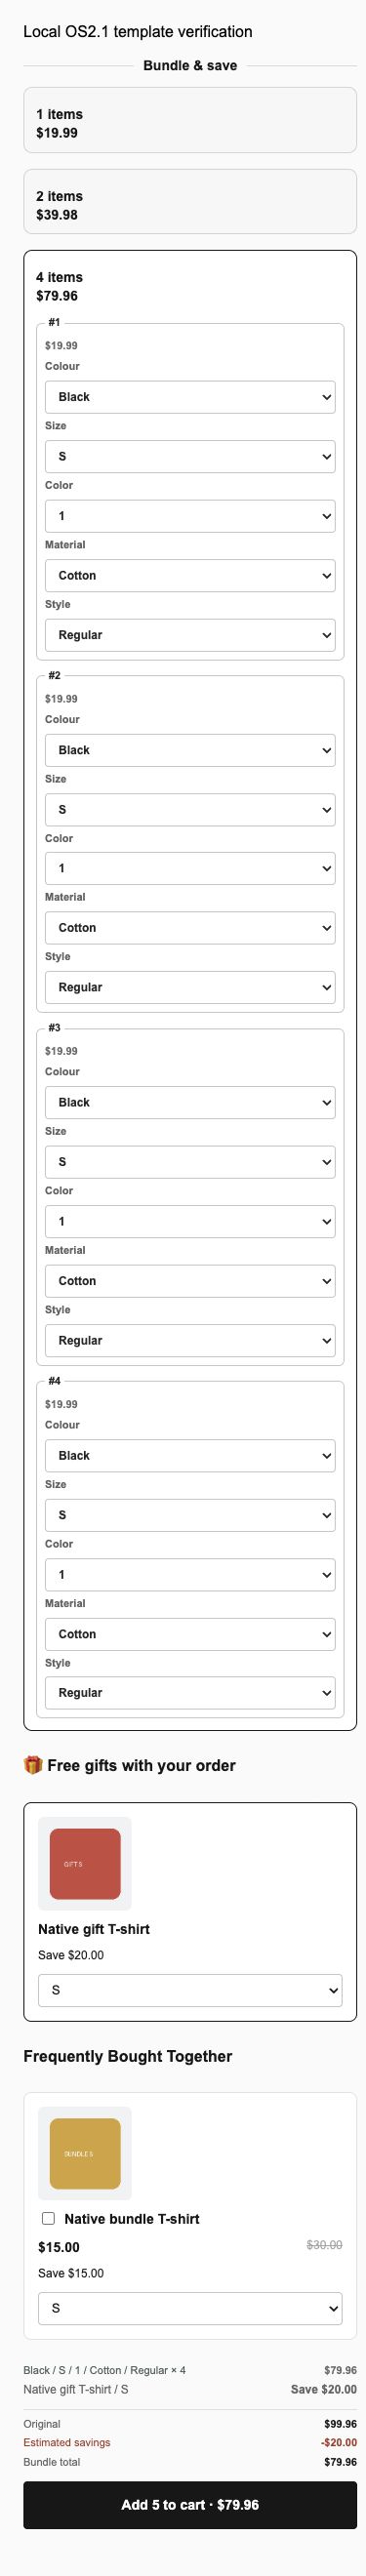 Local OS2.1 template verification
Bundle & save
1 items
$19.99
2 items
$39.98
4 items
$79.96
#1
$19.99
Colour
Black
Size
S
Color
1
Material
Cotton
Style
Regular
#2
$19.99
Colour
Black
Size
S
Color
1
Material
Cotton
Style
Regular
#3
$19.99
Colour
Black
Size
S
Color
1
Material
Cotton
Style
Regular
#4
$19.99
Colour
Black
Size
S
Color
1
Material
Cotton
Style
Regular
🎁 Free gifts with your order
GIFTS
Native gift T-shirt
Save $20.00
S
Frequently Bought Together
BUNDLES
Native bundle T-shirt
$15.00 $30.00
Save $15.00
S
Black / S / 1 / Cotton / Regular × 4 $79.96
Native gift T-shirt / S Save $20.00
Original $99.96
Estimated savings -$20.00
Bundle total $79.96
Add 5 to cart · $79.96